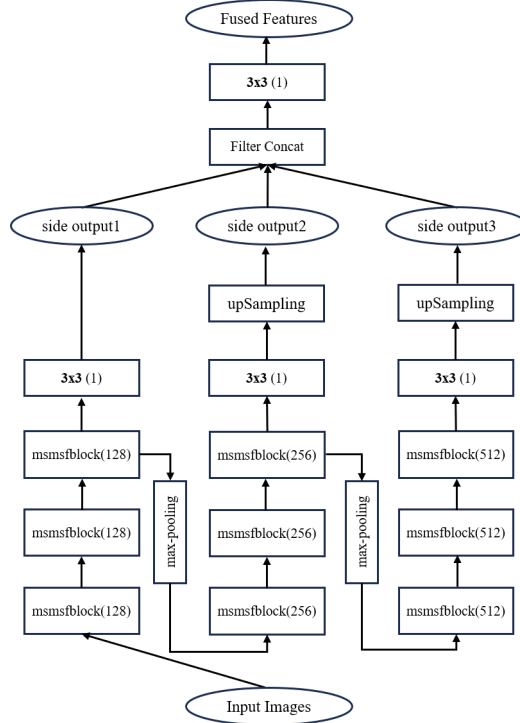 Fused Features
3x3 (1)
Filter Concat
side output1
side output2
side output3
upSampling
upSampling
3x3 (1)
3x3 (1)
3x3 (1)
msmsfblock(128)
msmsfblock(256)
msmsfblock(512)
max-pooling
max-pooling
msmsfblock(128)
msmsfblock(256)
msmsfblock(512)
msmsfblock(128)
msmsfblock(256)
msmsfblock(512)
Input Images